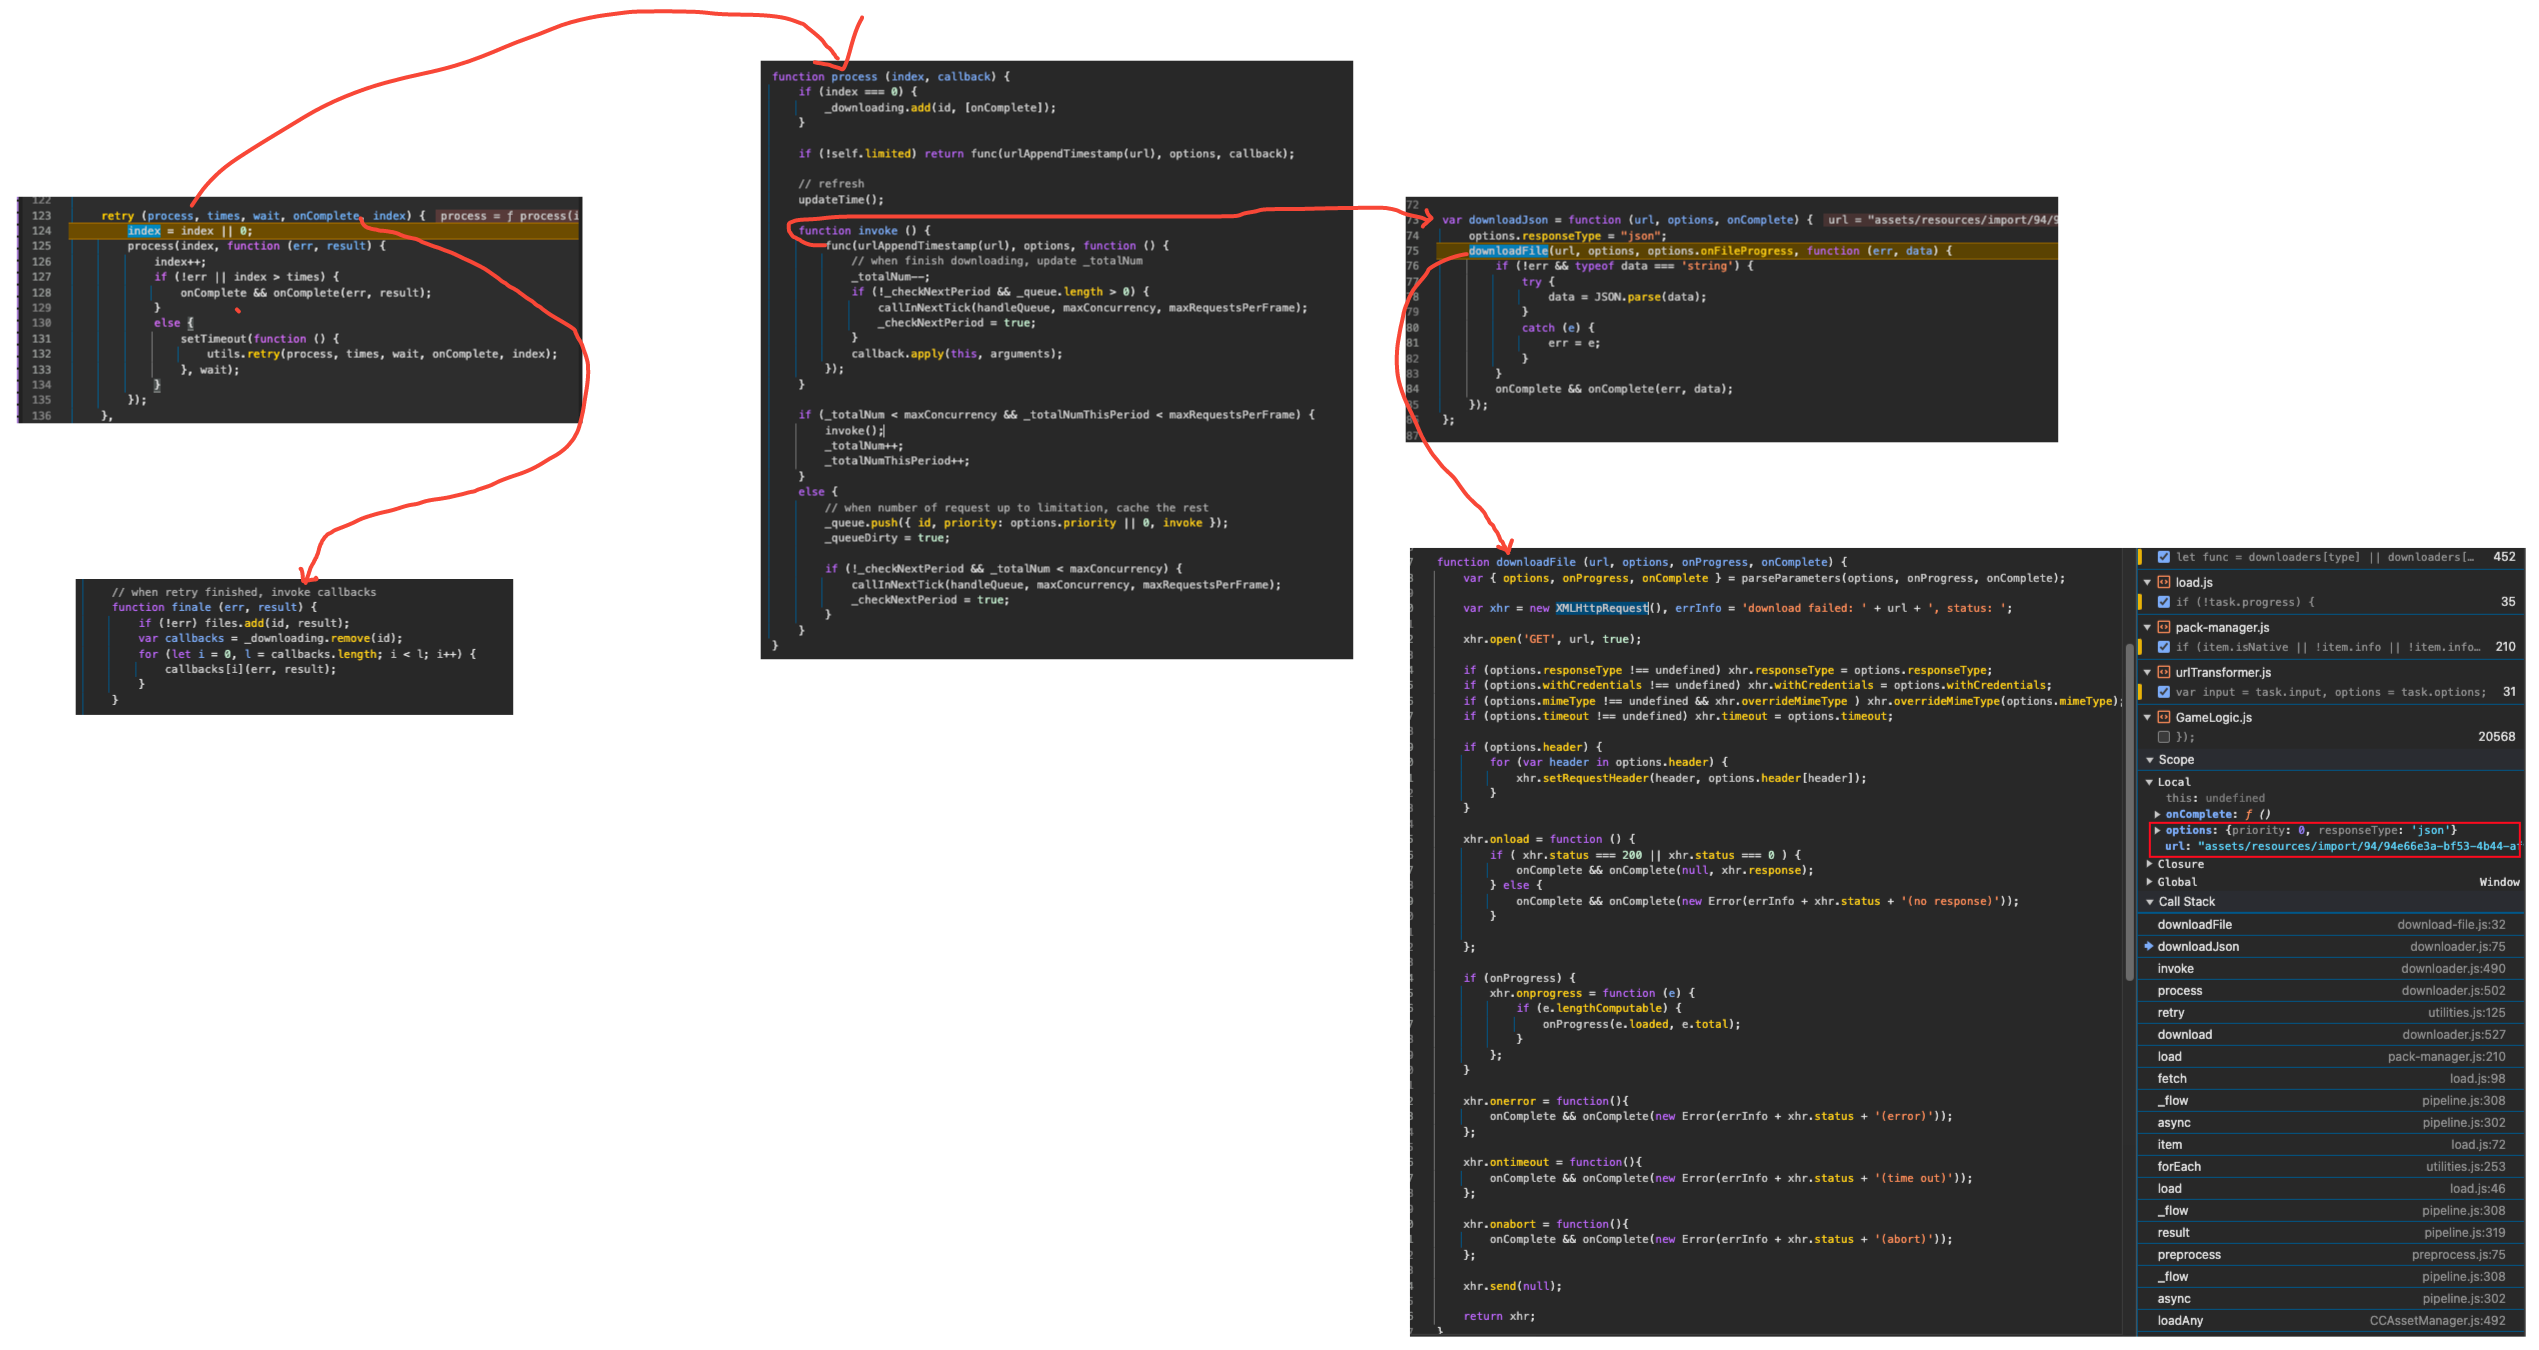 122
123 retry (process, times, wait, onComplete, index) { process = ƒ process(i
124 index = index || 0;
125 process(index, function (err, result) {
126 index++;
127 if (!err || index > times) {
128 onComplete && onComplete(err, result);
129 }
130 else {
131 setTimeout(function () {
132 utils.retry(process, times, wait, onComplete, index);
133 }, wait);
134 }
135 });
136 },
// when retry finished, invoke callbacks
function finale (err, result) {
if (!err) files.add(id, result);
var callbacks = _downloading.remove(id);
for (let i = 0, l = callbacks.length; i < l; i++) {
callbacks[i](err, result);
}
}
function process (index, callback) {
if (index === 0) {
_downloading.add(id, [onComplete]);
}
if (!self.limited) return func(urlAppendTimestamp(url), options, callback);
// refresh
updateTime();
function invoke () {
func(urlAppendTimestamp(url), options, function () {
// when finish downloading, update _totalNum
_totalNum--;
if (!_checkNextPeriod && _queue.length > 0) {
callInNextTick(handleQueue, maxConcurrency, maxRequestsPerFrame);
_checkNextPeriod = true;
}
callback.apply(this, arguments);
});
}
if (_totalNum < maxConcurrency && _totalNumThisPeriod < maxRequestsPerFrame) {
invoke();
_totalNum++;
_totalNumThisPeriod++;
}
else {
// when number of request up to limitation, cache the rest
_queue.push({ id, priority: options.priority || 0, invoke });
_queueDirty = true;
if (!_checkNextPeriod && _totalNum < maxConcurrency) {
callInNextTick(handleQueue, maxConcurrency, maxRequestsPerFrame);
_checkNextPeriod = true;
}
}
}
72
73 var downloadJson = function (url, options, onComplete) { url = "assets/resources/import/94/9
74 options.responseType = "json";
75 downloadFile(url, options, options.onFileProgress, function (err, data) {
76 if (!err && typeof data === 'string') {
77 try {
78 data = JSON.parse(data);
79 }
80 catch (e) {
81 err = e;
82 }
83 }
84 onComplete && onComplete(err, data);
85 });
86 };
87
function downloadFile (url, options, onProgress, onComplete) {
var { options, onProgress, onComplete } = parseParameters(options, onProgress, onComplete);
var xhr = new XMLHttpRequest(), errInfo = 'download failed: ' + url + ', status: ';
xhr.open('GET', url, true);
if (options.responseType !== undefined) xhr.responseType = options.responseType;
if (options.withCredentials !== undefined) xhr.withCredentials = options.withCredentials;
if (options.mimeType !== undefined && xhr.overrideMimeType ) xhr.overrideMimeType(options.mimeType);
if (options.timeout !== undefined) xhr.timeout = options.timeout;
if (options.header) {
for (var header in options.header) {
xhr.setRequestHeader(header, options.header[header]);
}
}
xhr.onload = function () {
if ( xhr.status === 200 || xhr.status === 0 ) {
onComplete && onComplete(null, xhr.response);
} else {
onComplete && onComplete(new Error(errInfo + xhr.status + '(no response)'));
}
};
if (onProgress) {
xhr.onprogress = function (e) {
if (e.lengthComputable) {
onProgress(e.loaded, e.total);
}
};
}
xhr.onerror = function(){
onComplete && onComplete(new Error(errInfo + xhr.status + '(error)'));
};
xhr.ontimeout = function(){
onComplete && onComplete(new Error(errInfo + xhr.status + '(time out)'));
};
xhr.onabort = function(){
onComplete && onComplete(new Error(errInfo + xhr.status + '(abort)'));
};
xhr.send(null);
return xhr;
}
let func = downloaders[type] || downloaders[… 452
load.js
if (!task.progress) { 35
pack-manager.js
if (item.isNative || !item.info || !item.info… 210
urlTransformer.js
var input = task.input, options = task.options; 31
GameLogic.js
}); 20568
Scope
Local
this: undefined
onComplete: ƒ ()
options: {priority: 0, responseType: 'json'}
url: "assets/resources/import/94/94e66e3a-bf53-4b44-a
Closure
Global Window
Call Stack
downloadFile download-file.js:32
downloadJson downloader.js:75
invoke downloader.js:490
process downloader.js:502
retry utilities.js:125
download downloader.js:527
load pack-manager.js:210
fetch load.js:98
_flow pipeline.js:308
async pipeline.js:302
item load.js:72
forEach utilities.js:253
load load.js:46
_flow pipeline.js:308
result pipeline.js:319
preprocess preprocess.js:75
_flow pipeline.js:308
async pipeline.js:302
loadAny CCAssetManager.js:492